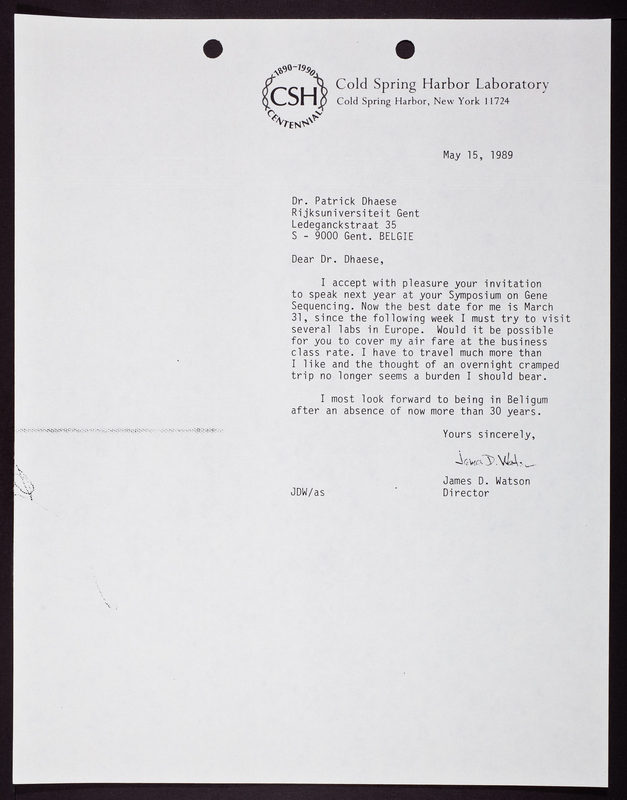 1890-1990
CSH
CENTENNIAL
Cold Spring Harbor Laboratory
Cold Spring Harbor, New York 11724
May 15, 1989
Dr. Patrick Dhaese
Rijksuniversiteit Gent
Ledeganckstraat 35
S - 9000 Gent. BELGIE
Dear Dr. Dhaese,
I accept with pleasure your invitation
to speak next year at your Symposium on Gene
Sequencing. Now the best date for me is March
31, since the following week I must try to visit
several labs in Europe. Would it be possible
for you to cover my air fare at the business
class rate. I have to travel much more than
I like and the thought of an overnight cramped
trip no longer seems a burden I should bear.
I most look forward to being in Beligum
after an absence of now more than 30 years.
Yours sincerely,
James D. Watson
James D. Watson
JDW/as
Director